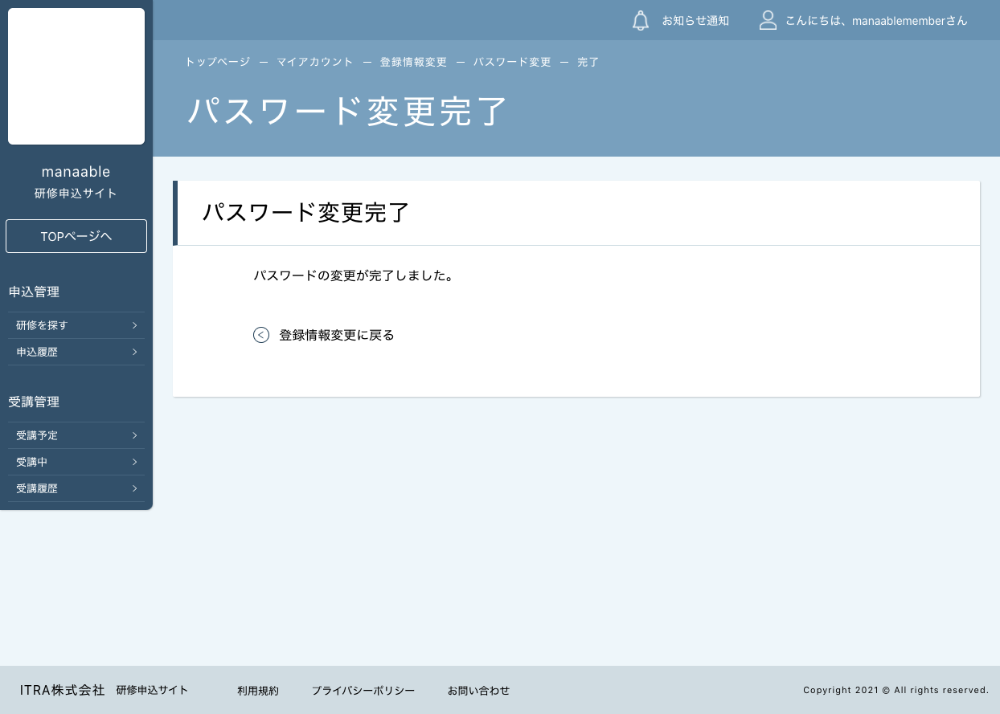 お知らせ通知
こんにちは、manaablememberさん
トップページ ー マイアカウント ー 登録情報変更 ー パスワード変更 ー 完了
パスワード変更完了
manaable
研修申込サイト
TOPページへ
申込管理
研修を探す
申込履歴
受講管理
受講予定
受講中
受講履歴
パスワード変更完了
パスワードの変更が完了しました。
登録情報変更に戻る
ITRA株式会社 研修申込サイト
利用規約
プライバシーポリシー
お問い合わせ
Copyright 2021 © All rights reserved.